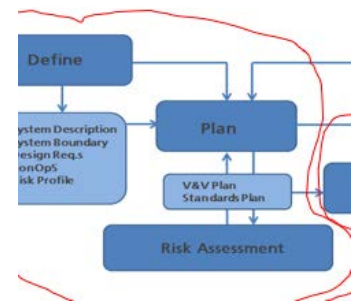 Define
Plan
ystem Description
ystem Boundary
esign Req.s
onOpS
isk Profile
V&V Plan
Standards Plan
Risk Assessment